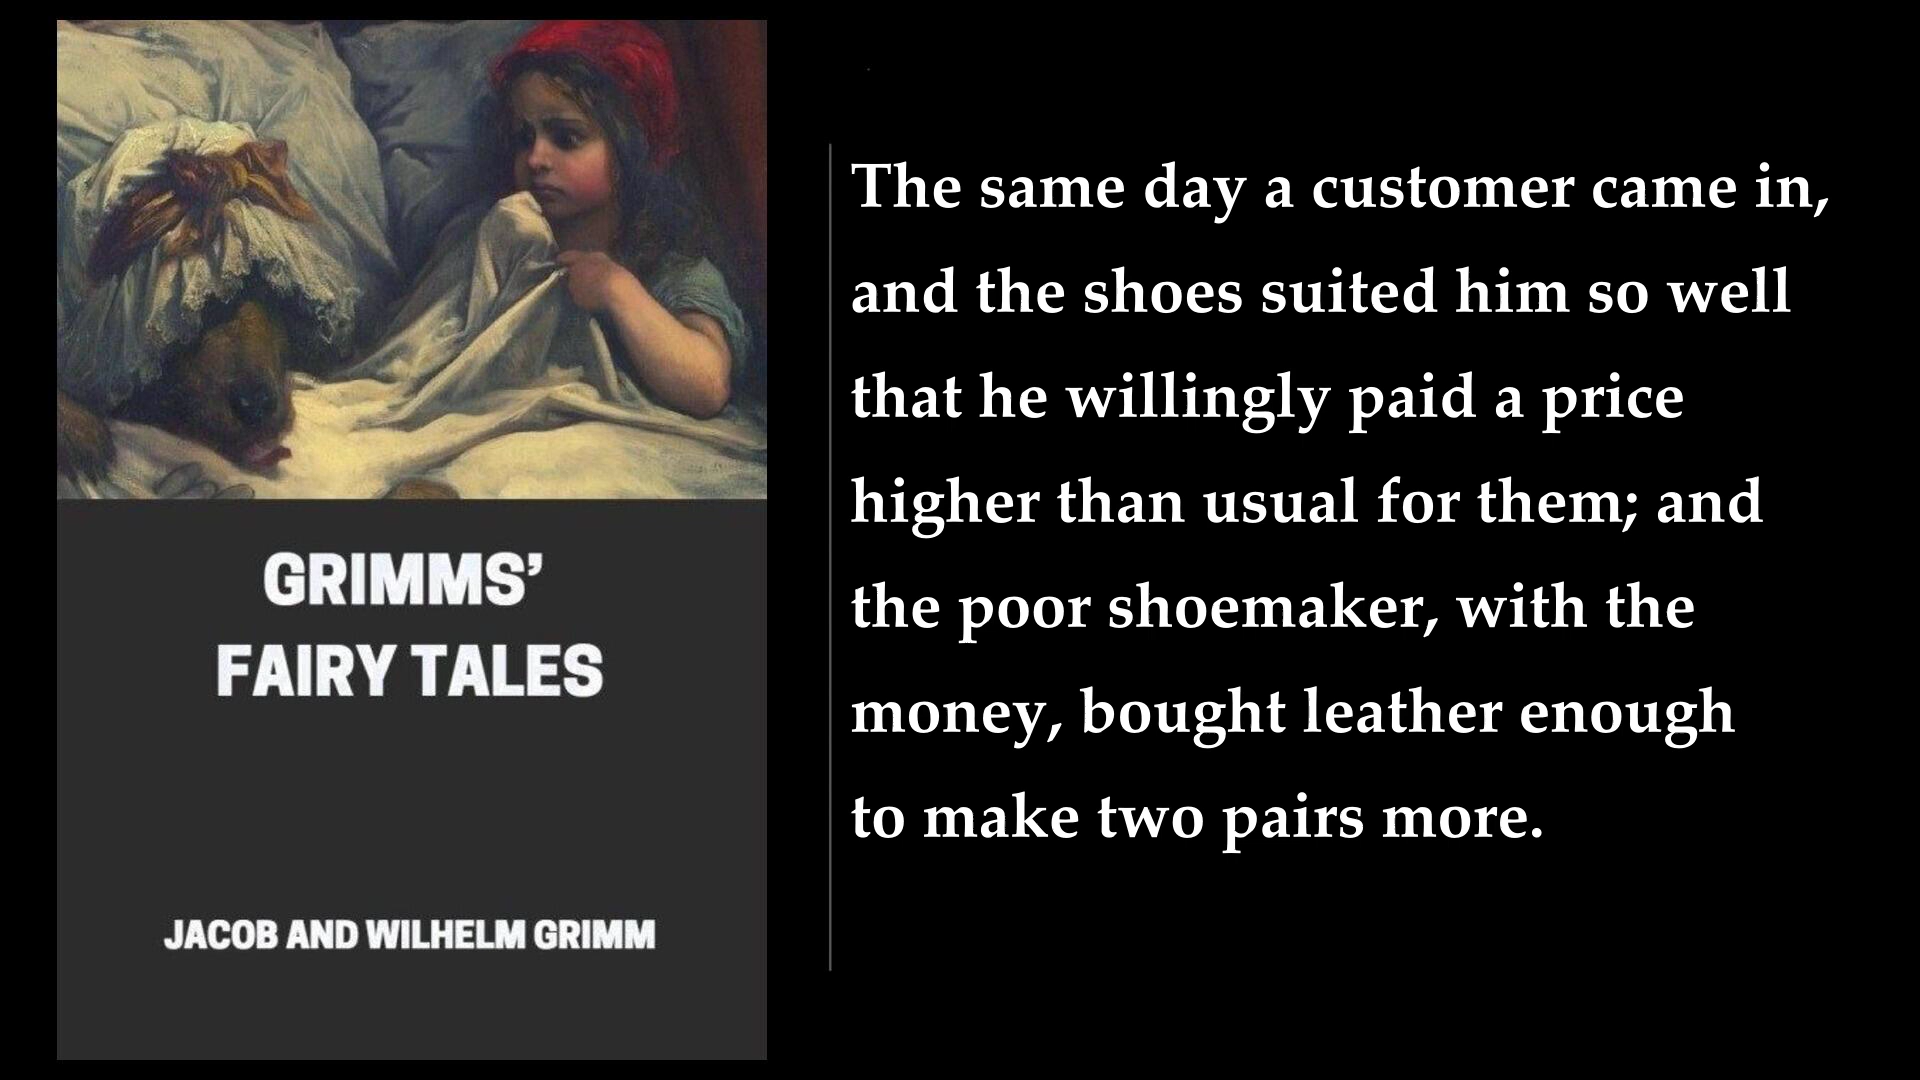 GRIMMS’
FAIRY TALES
JACOB AND WILHELM GRIMM
The same day a customer came in,
and the shoes suited him so well
that he willingly paid a price
higher than usual for them; and
the poor shoemaker, with the
money, bought leather enough
to make two pairs more.